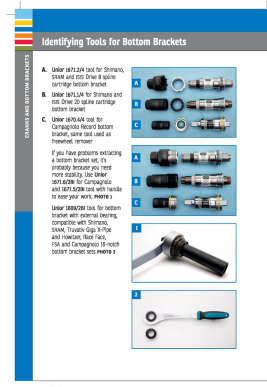 Identifying Tools for Bottom Brackets
CRANKS AND BOTTOM BRACKETS
A. Unior 1671.2/4 tool for Shimano,
SRAM and ISIS Drive 8 spline
cartridge bottom bracket
B. Unior 1671.1/4 for Shimano and
ISIS Drive 20 spline cartridge
bottom bracket
C. Unior 1670.4/4 tool for
Campagnolo Record bottom
bracket, same tool used as
freewheel remover
If you have problems extracting
a bottom bracket set, it's
probably because you need
more stability. Use Unior
1671.6/2BI for Campagnolo
and 1671.5/2BI tool with handle
to ease your work. PHOTO 1
Unior 1609/2BI tool for bottom
bracket with external bearing,
compatible with Shimano,
SRAM, Truvativ Giga X-Pipe
and Howitzer, Race Face,
FSA and Campagnolo 16-notch
bottom bracket sets PHOTO 2
A
B
C
A
B
C
1
2